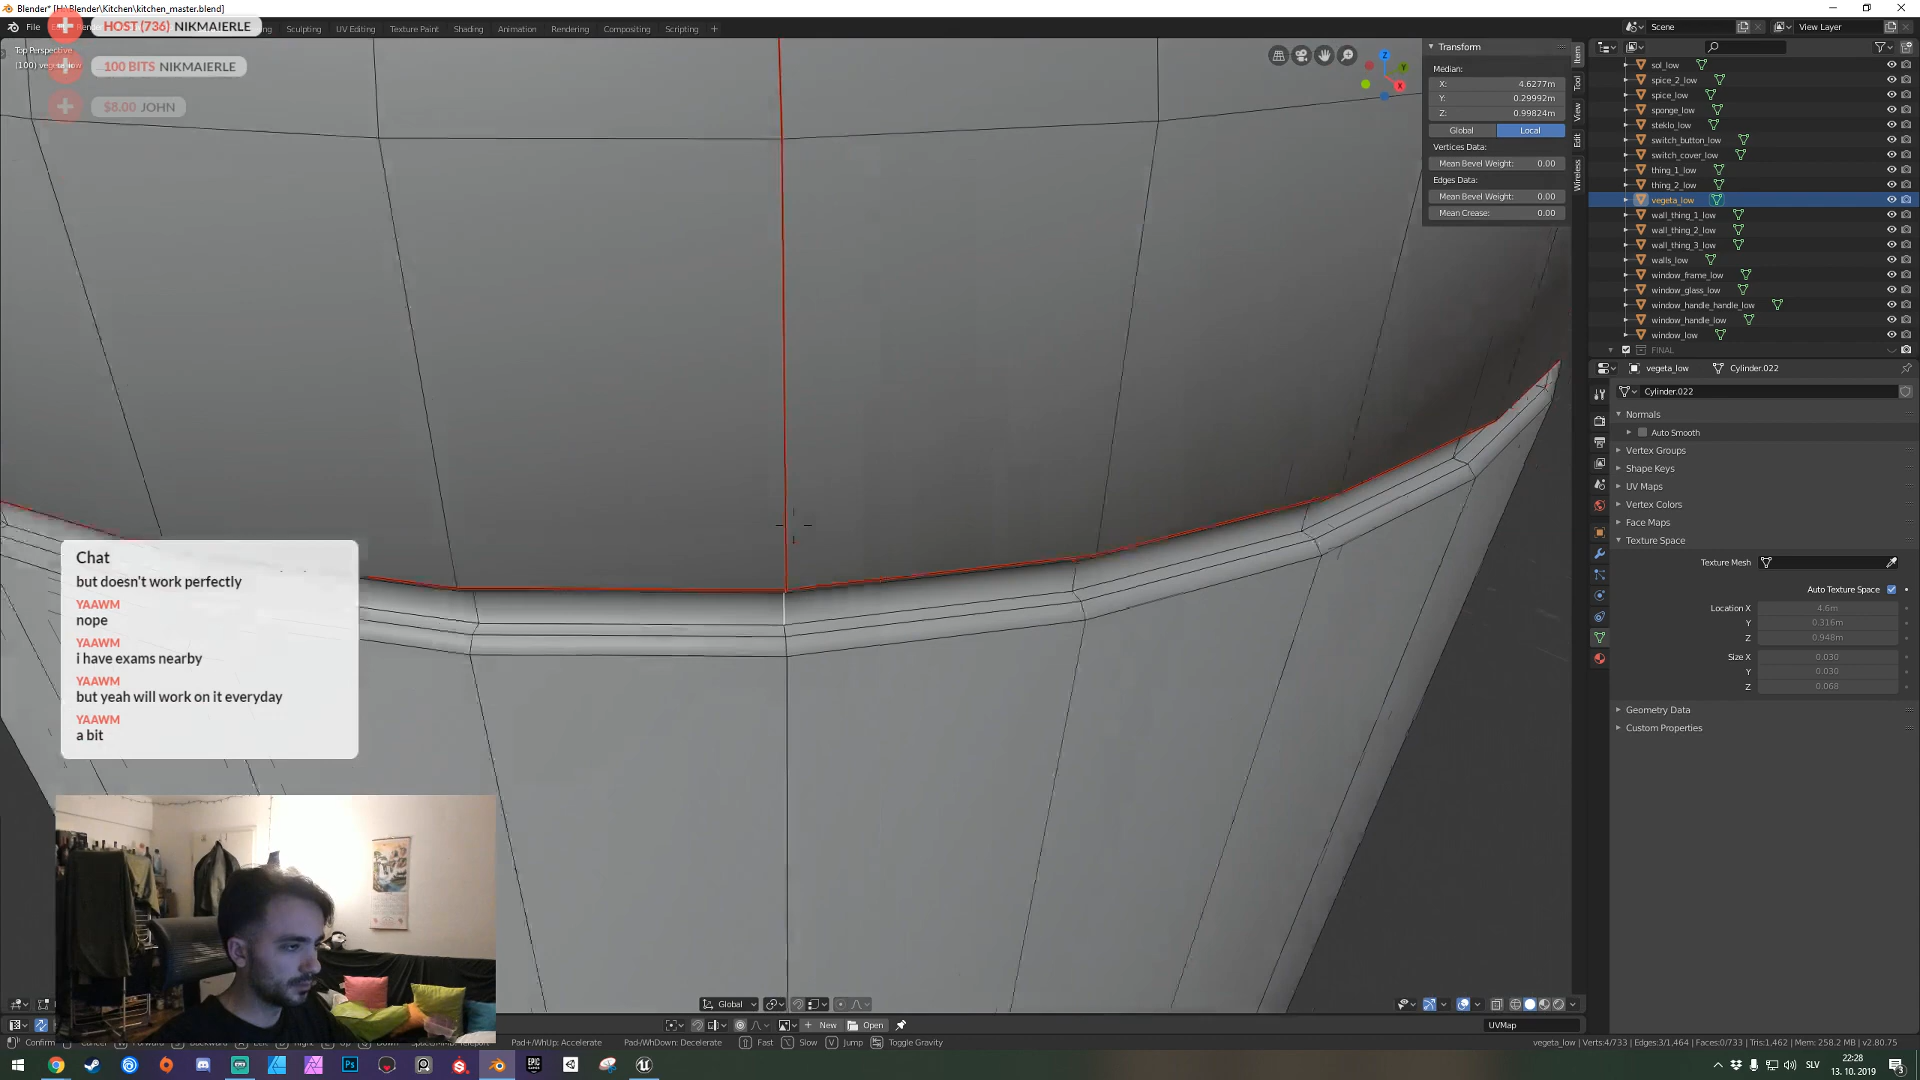 Blender* [H:\Blender\Kitchen\kitchen_master.blend]
File
UV Editing
Texture Paint
Shading
Animation
Rendering
Compositing
Scripting
Scene
View Layer
HOST (736) NIKMAIERLE
100 BITS NIKMAIERLE
$8.00 JOHN
Top Perspective
Transform
Median:
X: 4.6277m
Y: 0.29992m
Z: 0.99824m
Global
Local
Vertices Data:
Mean Bevel Weight: 0.00
Edges Data:
Mean Bevel Weight: 0.00
Mean Crease: 0.00
Item
Tool
View
Edit
Wireless
sol_low
spice_2_low
spice_low
sponge_low
steklo_low
switch_button_low
switch_cover_low
thing_1_low
thing_2_low
vegeta_low
wall_thing_1_low
wall_thing_2_low
wall_thing_3_low
walls_low
window_frame_low
window_glass_low
window_handle_handle_low
window_handle_low
window_low
FINAL
vegeta_low
Cylinder.022
Cylinder.022
Normals
Auto Smooth
Vertex Groups
Shape Keys
UV Maps
Vertex Colors
Face Maps
Texture Space
Texture Mesh
Auto Texture Space
Location X 4.6m
Y 0.316m
Z 0.948m
Size X 0.030
Y 0.030
Z 0.068
Geometry Data
Custom Properties
Chat
but doesn't work perfectly
YAAWM
nope
YAAWM
i have exams nearby
YAAWM
but yeah will work on it everyday
YAAWM
a bit
Global
New
Open
UVMap
Confirm
Pad+/WhUp: Accelerate
Pad-/WhDown: Decelerate
Fast
Slow
Jump
Toggle Gravity
vegeta_low | Verts:4/733 | Edges:3/1,464 | Faces:0/733 | Tris:1,462 | Mem: 258.2 MB | v2.80.75
SLV
22:28
13. 10. 2019